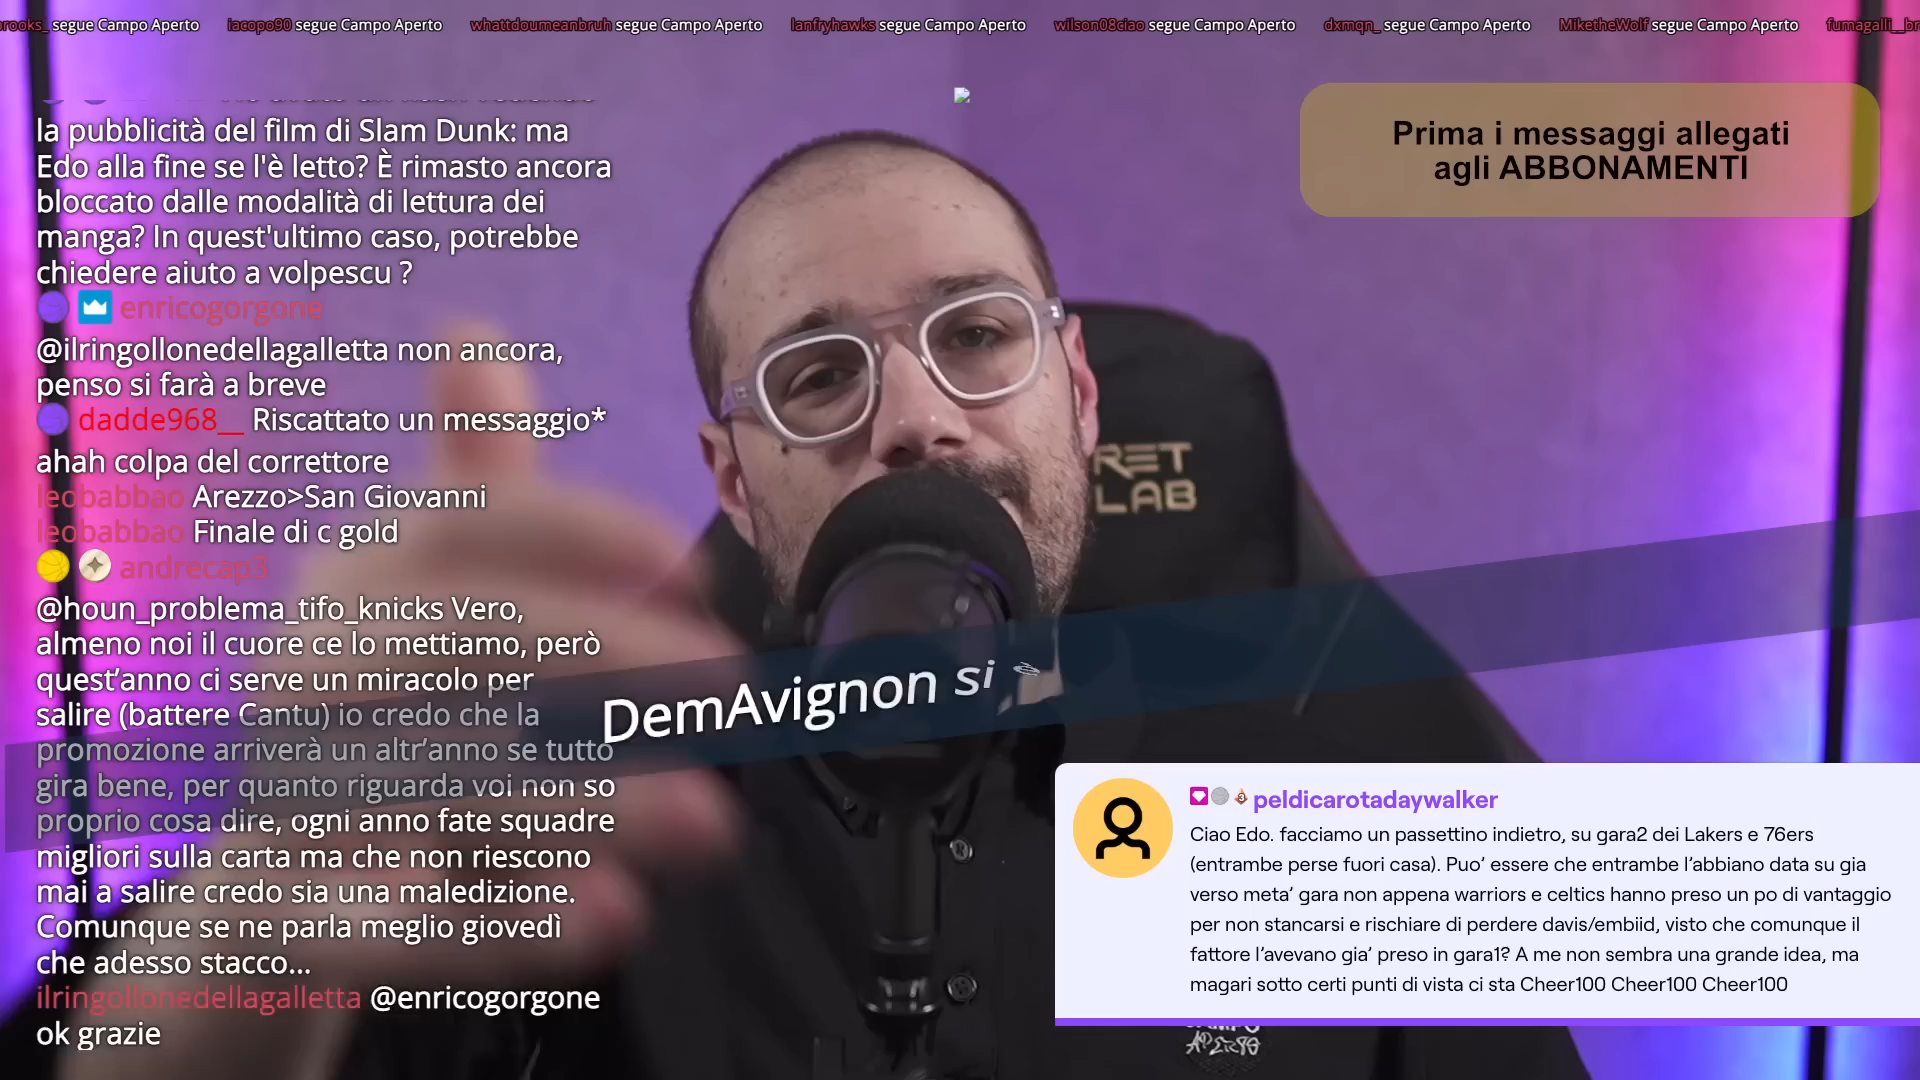 segue Campo Aperto iacopo90 segue Campo Aperto whattdoumeanbruh segue Campo Aperto lanfryhawks segue Campo Aperto wilson08ciao segue Campo Aperto dxmqn_ segue Campo Aperto MiketheWolf segue Campo Aperto
Prima i messaggi allegati
agli ABBONAMENTI
la pubblicità del film di Slam Dunk: ma
Edo alla fine se l'è letto? È rimasto ancora
bloccato dalle modalità di lettura dei
manga? In quest'ultimo caso, potrebbe
chiedere aiuto a volpescu ?
enricogorgone
@ilringollonedellagalletta non ancora,
penso si farà a breve
dadde968__ Riscattato un messaggio*
ahah colpa del correttore
leobabbao Arezzo>San Giovanni
leobabbao Finale di c gold
andrecap3
@houn_problema_tifo_knicks Vero,
almeno noi il cuore ce lo mettiamo, però
quest’anno ci serve un miracolo per
salire (battere Cantu) io credo che la
promozione arriverà un altr’anno se tutto
gira bene, per quanto riguarda voi non so
proprio cosa dire, ogni anno fate squadre
migliori sulla carta ma che non riescono
mai a salire credo sia una maledizione.
Comunque se ne parla meglio giovedì
che adesso stacco...
ilringollonedellagalletta @enricogorgone
ok grazie
RET
LAB
DemAvignon si
peldicarotadaywalker
Ciao Edo. facciamo un passettino indietro, su gara2 dei Lakers e 76ers
(entrambe perse fuori casa). Puo’ essere che entrambe l’abbiano data su gia
verso meta’ gara non appena warriors e celtics hanno preso un po di vantaggio
per non stancarsi e rischiare di perdere davis/embiid, visto che comunque il
fattore l’avevano gia’ preso in gara1? A me non sembra una grande idea, ma
magari sotto certi punti di vista ci sta Cheer100 Cheer100 Cheer100